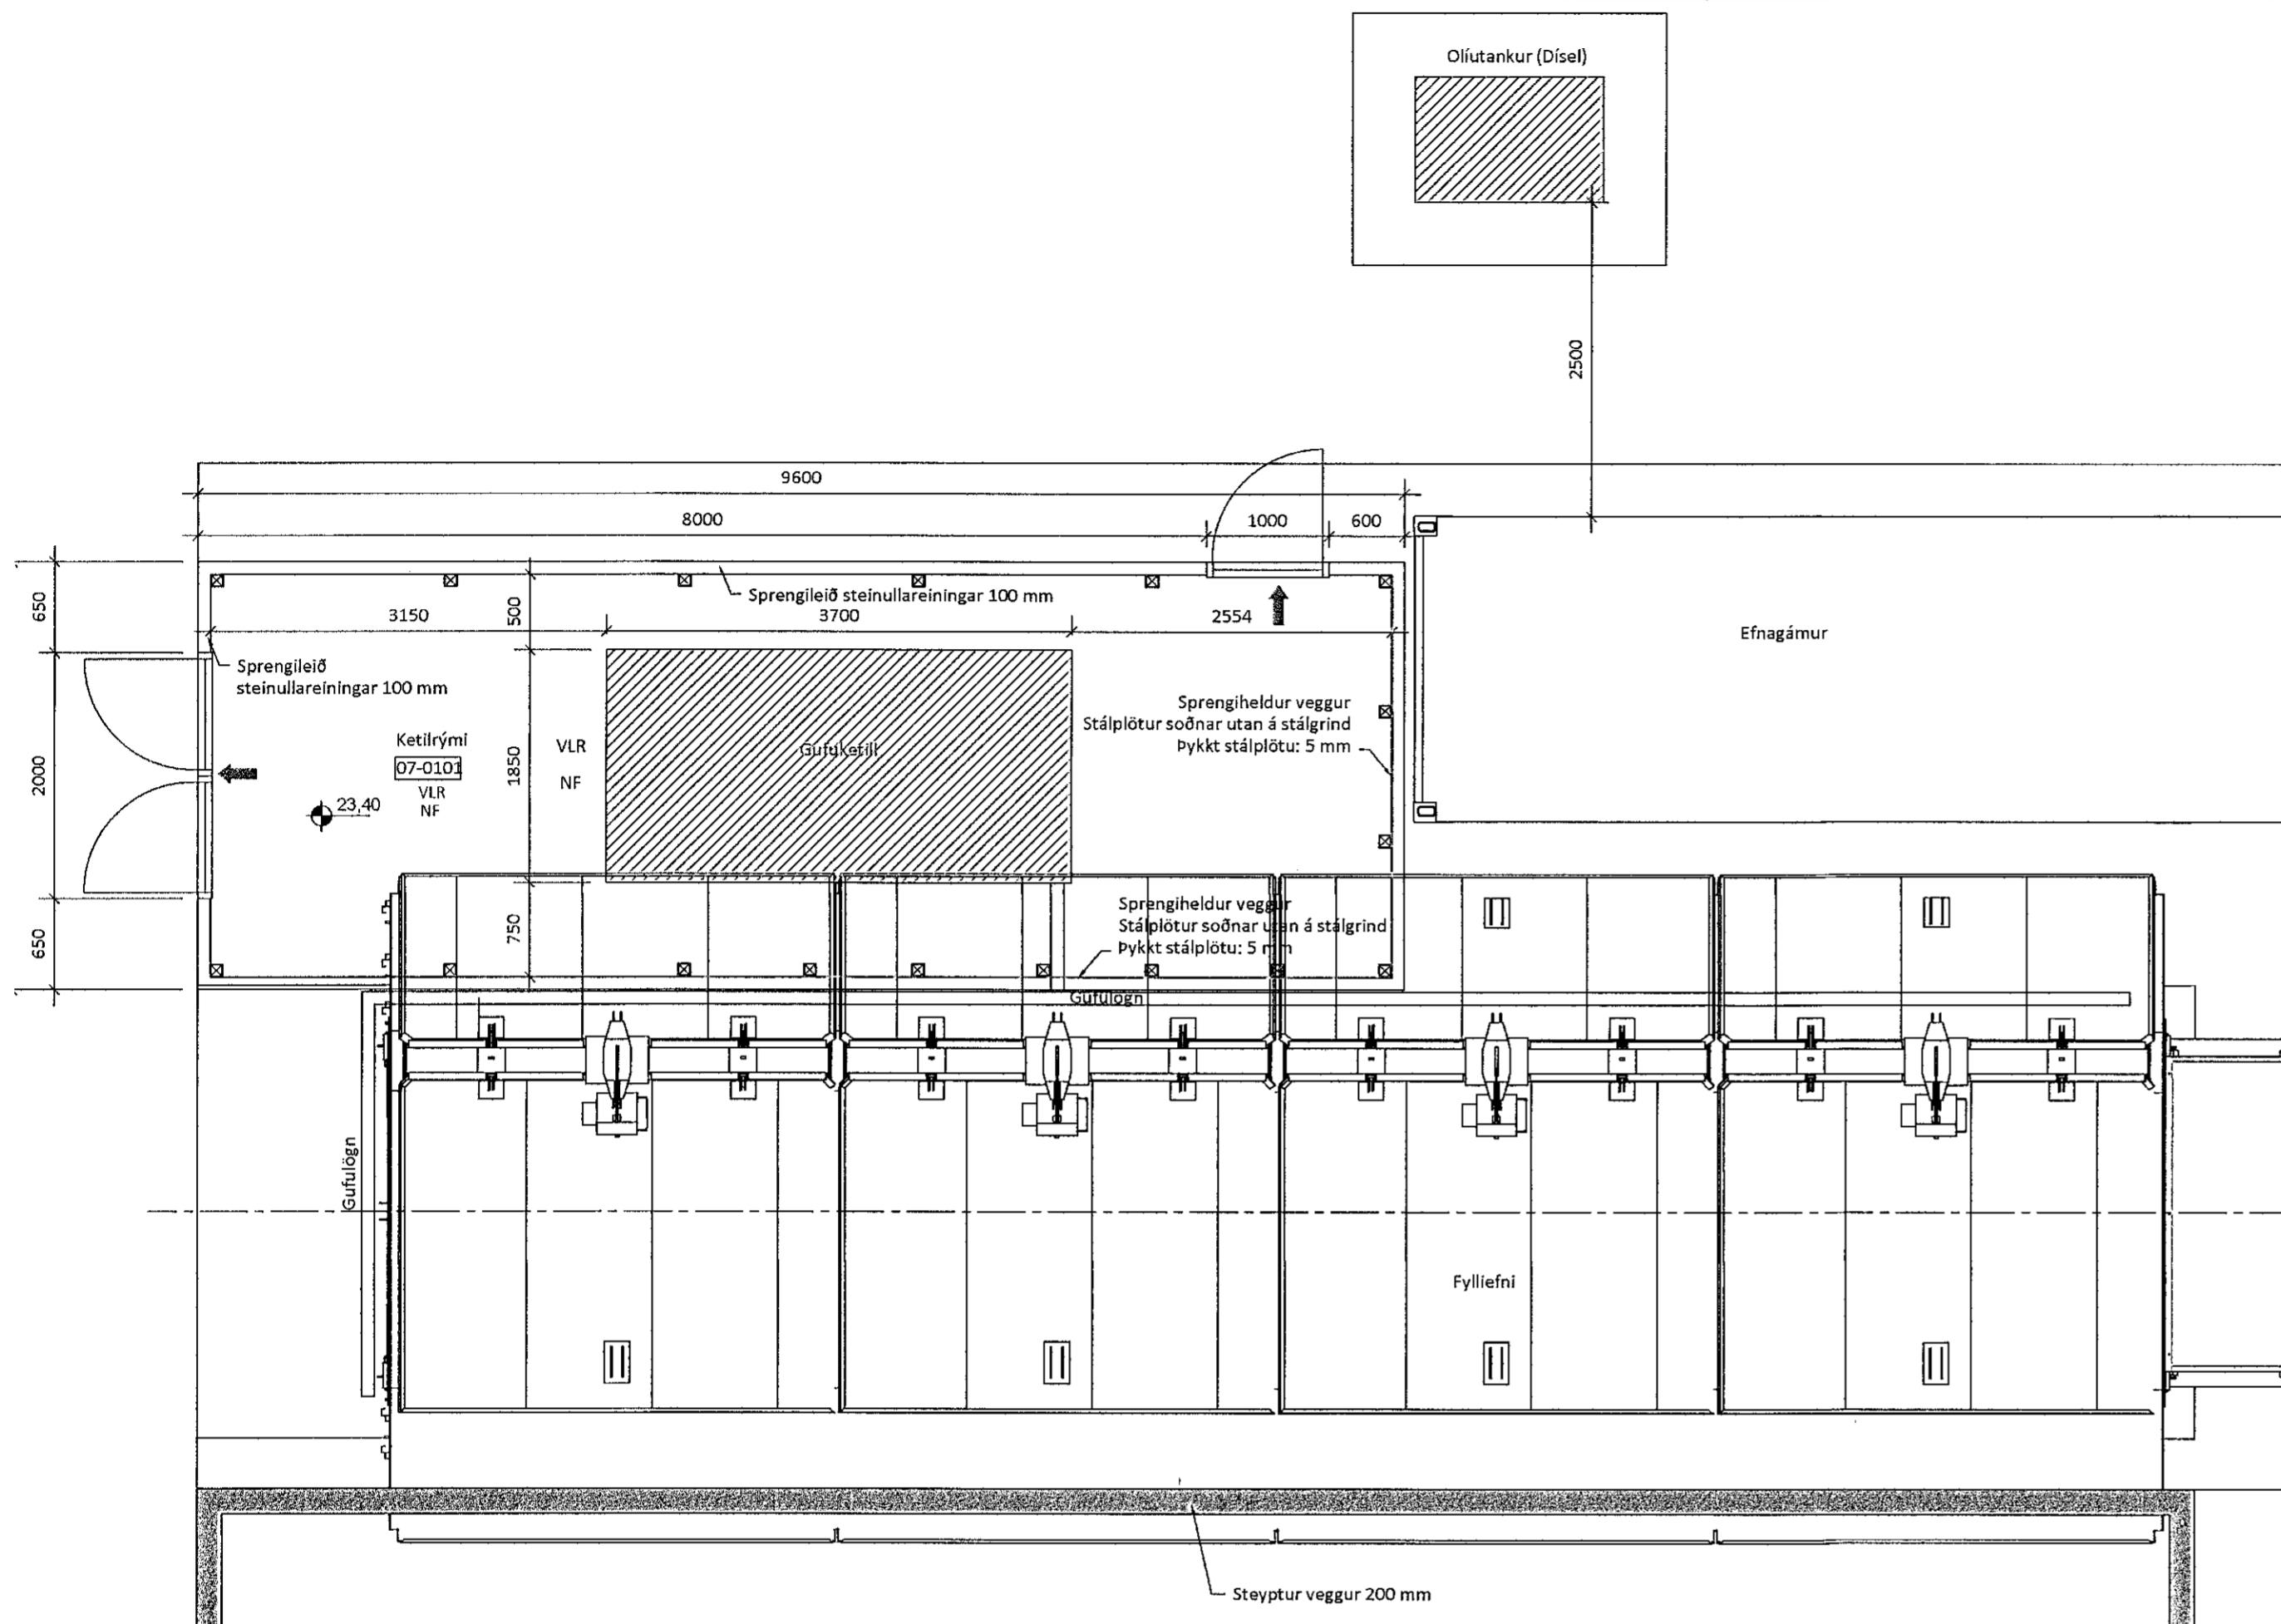 Olíutankur (Dísel)
2500
9600
8000
1000
600
650
500
Sprengileið steinullareiningar 100 mm
3150
3700
2554
Efnagámur
Sprengileið
steinullareiningar 100 mm
Sprengiheldur veggur
Stálplötur soðnar utan á stálgrind
Þykkt stálplötu: 5 mm
Ketilrými
07-0101
VLR
NF
VLR
NF
Gufuketill
2000
1850
23,40
Sprengiheldur veggur
Stálplötur soðnar utan á stálgrind
Þykkt stálplötu: 5 mm
650
750
Gufulögn
Gufulögn
Fylliefni
Steyptur veggur 200 mm